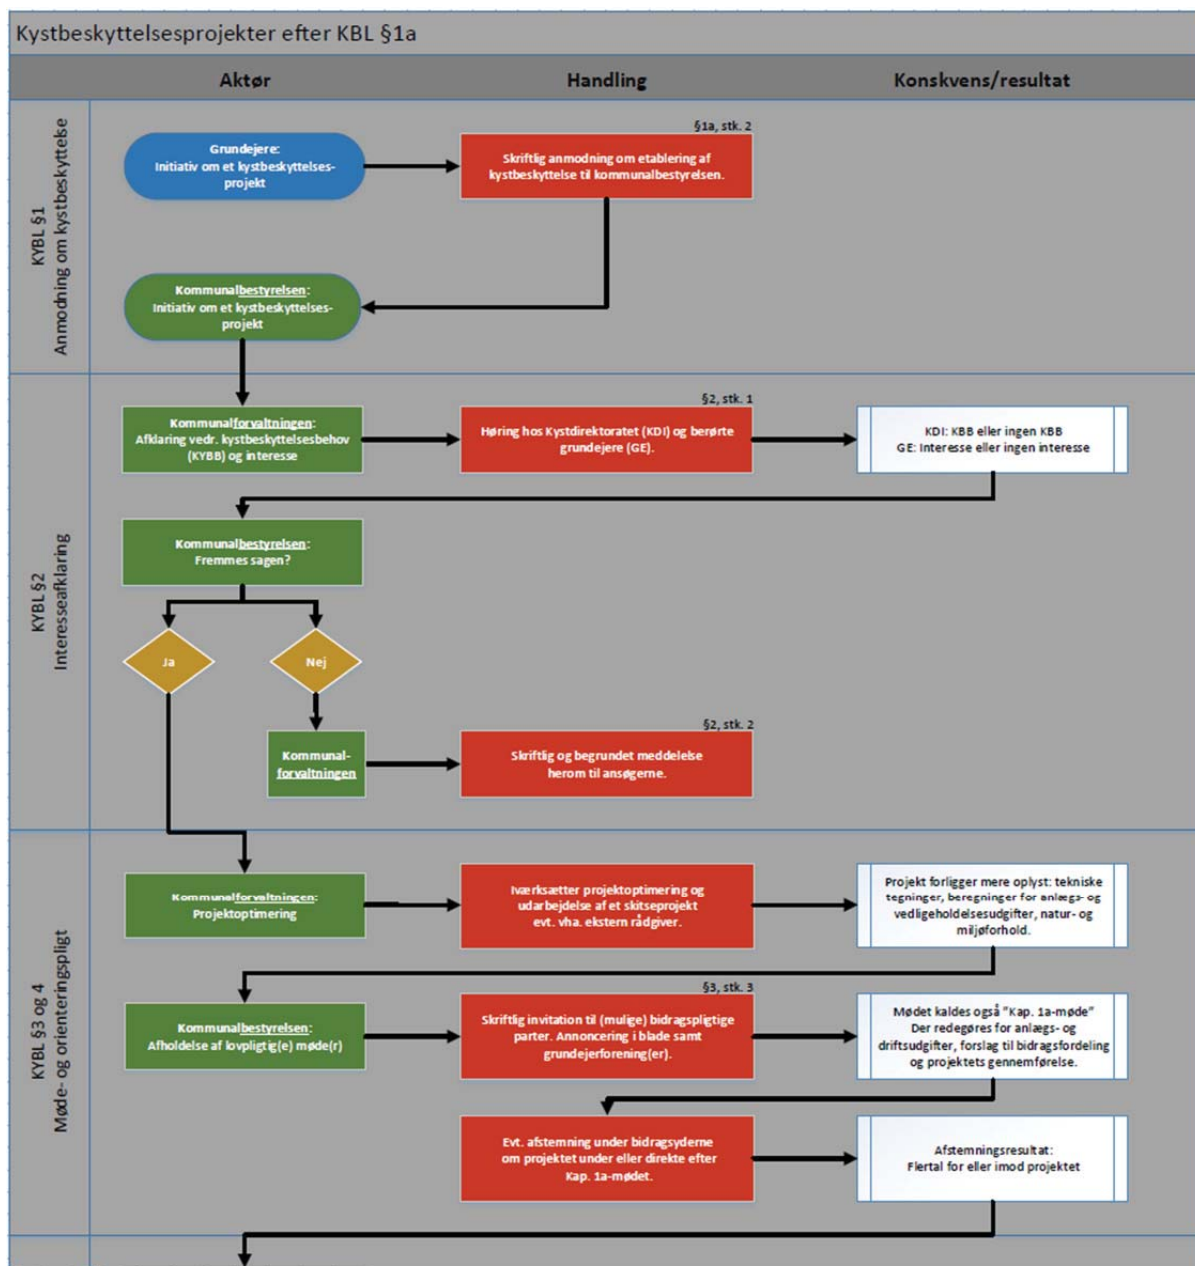 Kystbeskyttelsesprojekter efter KBL §1a
Aktør
Handling
Konskvens/resultat
KYBL §1
Anmodning om kystbeskyttelse
Grundejere:
Initiativ om et kystbeskyttelses-
projekt
§1a, stk. 2
Skriftlig anmodning om etablering af
kystbeskyttelse til kommunalbestyrelsen.
Kommunalbestyrelsen:
Initiativ om et kystbeskyttelses-
projekt
KYBL §2
Interesseafklaring
Kommunalforvaltningen:
Afklaring vedr. kystbeskyttelsesbehov
(KYBB) og interesse
§2, stk. 1
Høring hos Kystdirektoratet (KDI) og berørte
grundejere (GE).
KDI: KBB eller ingen KBB
GE: Interesse eller ingen interesse
Kommunalbestyrelsen:
Fremmes sagen?
Ja
Nej
Kommunal-
forvaltningen
§2, stk. 2
Skriftlig og begrundet meddelelse
herom til ansøgerne.
KYBL §3 og 4
Møde- og orienteringspligt
Kommunalforvaltningen:
Projektoptimering
Iværksætter projektoptimering og
udarbejdelse af et skitseprojekt
evt. vha. ekstern rådgiver.
Projekt forligger mere oplyst: tekniske
tegninger, beregninger for anlægs- og
vedligeholdelsesudgifter, natur- og
miljøforhold.
Kommunalbestyrelsen:
Afholdelse af lovpligtig(e) møde(r)
§3, stk. 3
Skriftlig invitation til (mulige) bidragspligtige
parter. Annoncering i blade samt
grundejerforening(er).
Mødet kaldes også "Kap. 1a-møde"
Der redegøres for anlægs- og
driftsudgifter, forslag til bidragsfordeling
og projektets gennemførelse.
Evt. afstemning under bidragsyderne
om projektet under eller direkte efter
Kap. 1a-mødet.
Afstemningsresultat:
Flertal for eller imod projektet